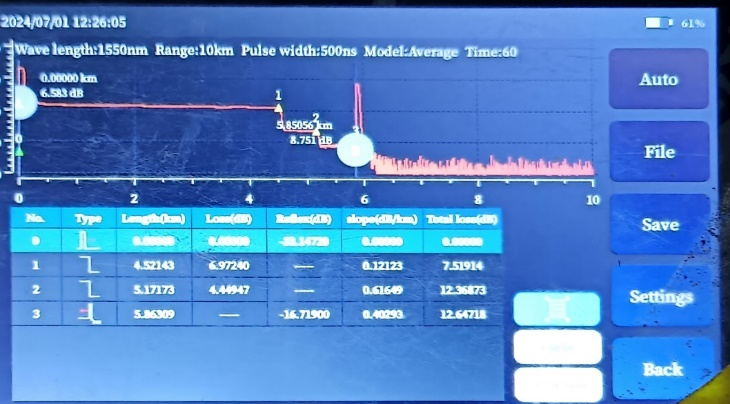 2024/07/01 12:26:05
61%
Wave length:1550nm Range:10km Pulse width:500ns Model:Average Time:60
Auto
0.00000 km
6.583 dB
1
2
5.85056 km
8.751 dB
0
File
0 2 4 6 8 10
No. Type Length(km) Loss(dB) Reflex(dB) slope(dB/km) Total loss(dB)
Save
0 0.00000 0.00000 0.00000 0.00000
1 4.52143 6.97240 —— 0.12123 7.51914
2 5.17173 4.44947 —— 0.61649 12.36873
Settings
3 5.86309 —— -16.71900 0.40293 12.64718
Back